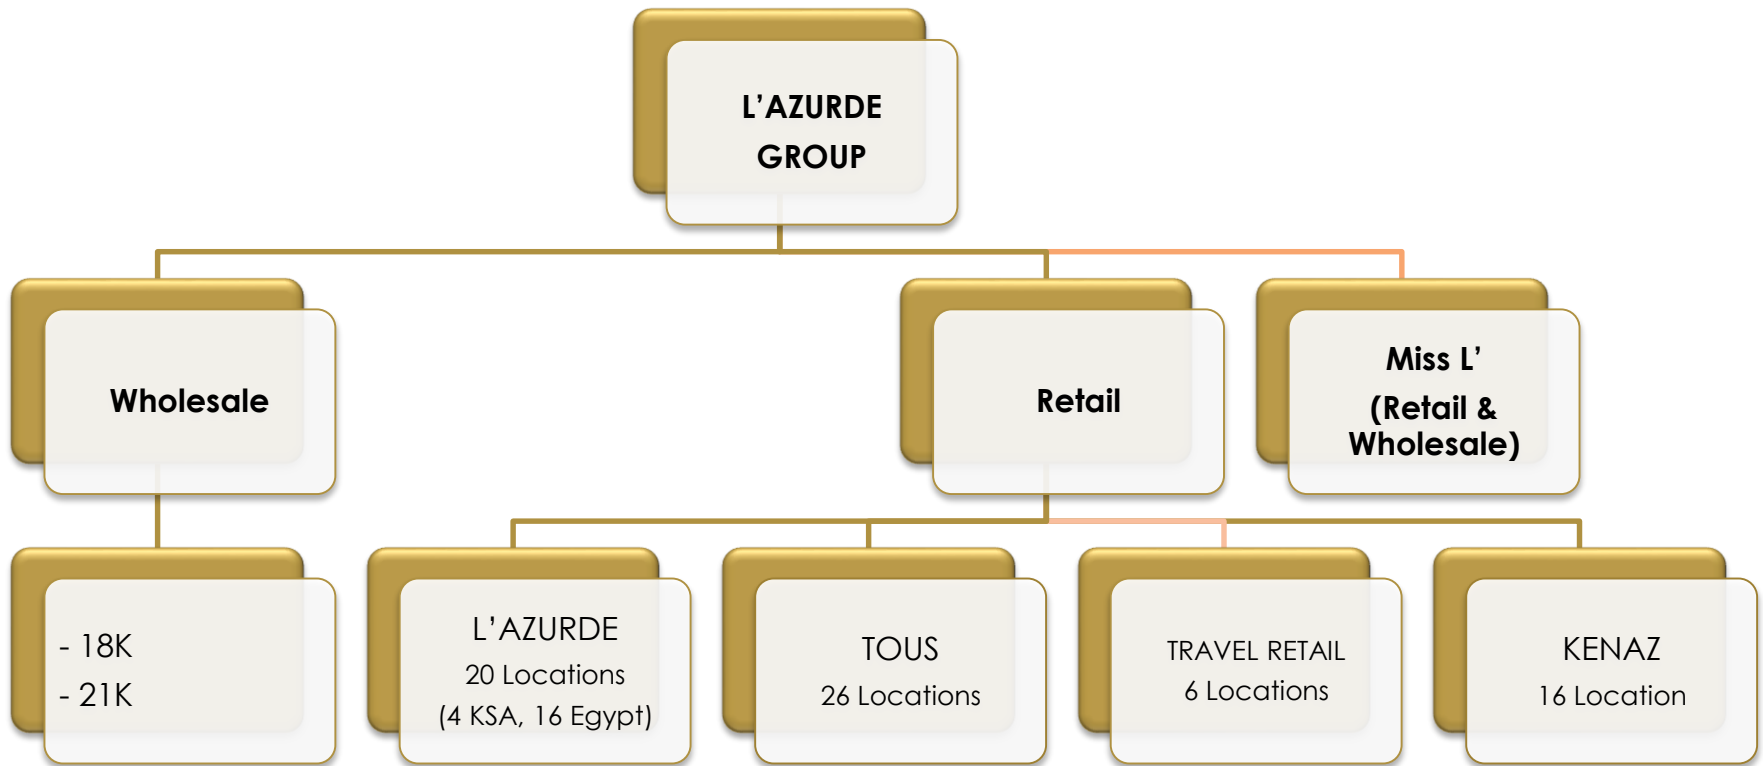 L’AZURDE
GROUP
Wholesale
Retail
Miss L’
(Retail &
Wholesale)
- 18K
- 21K
L’AZURDE
20 Locations
(4 KSA, 16 Egypt)
TOUS
26 Locations
TRAVEL RETAIL
6 Locations
KENAZ
16 Location